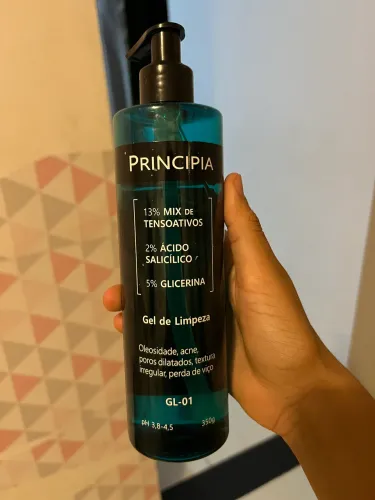 PRINCIPIA
13% MIX DE
TENSOATIVOS
2% ÁCIDO
SALICÍLICO
5% GLICERINA
Gel de Limpeza
Oleosidade, acne,
poros dilatados, textura
irregular, perda de viço
GL-01
pH 3,8-4,5 350g